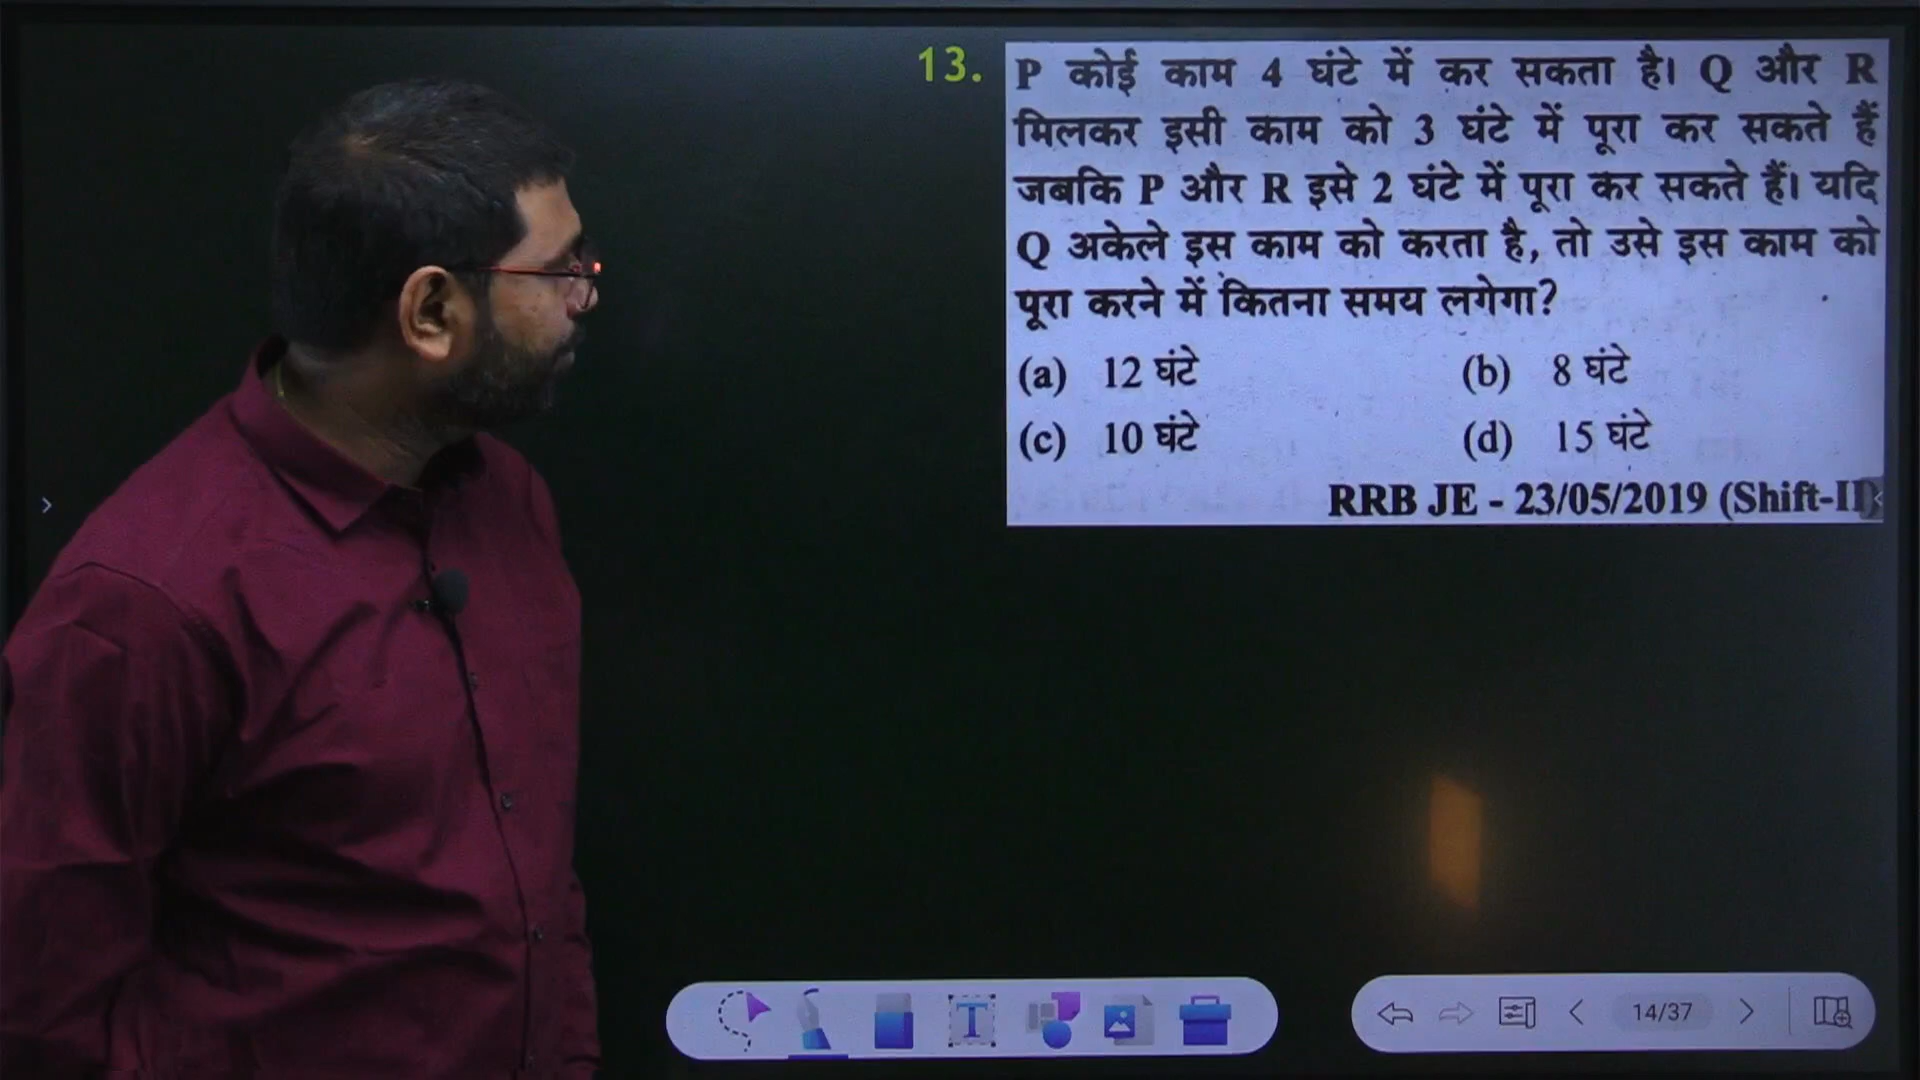 13. P कोई काम 4 घंटे में कर सकता है। Q और R
मिलकर इसी काम को 3 घंटे में पूरा कर सकते हैं
जबकि P और R इसे 2 घंटे में पूरा कर सकते हैं। यदि
Q अकेले इस काम को करता है, तो उसे इस काम को
पूरा करने में कितना समय लगेगा?
(a) 12 घंटे (b) 8 घंटे
(c) 10 घंटे (d) 15 घंटे
RRB JE - 23/05/2019 (Shift-II)
T
14/37